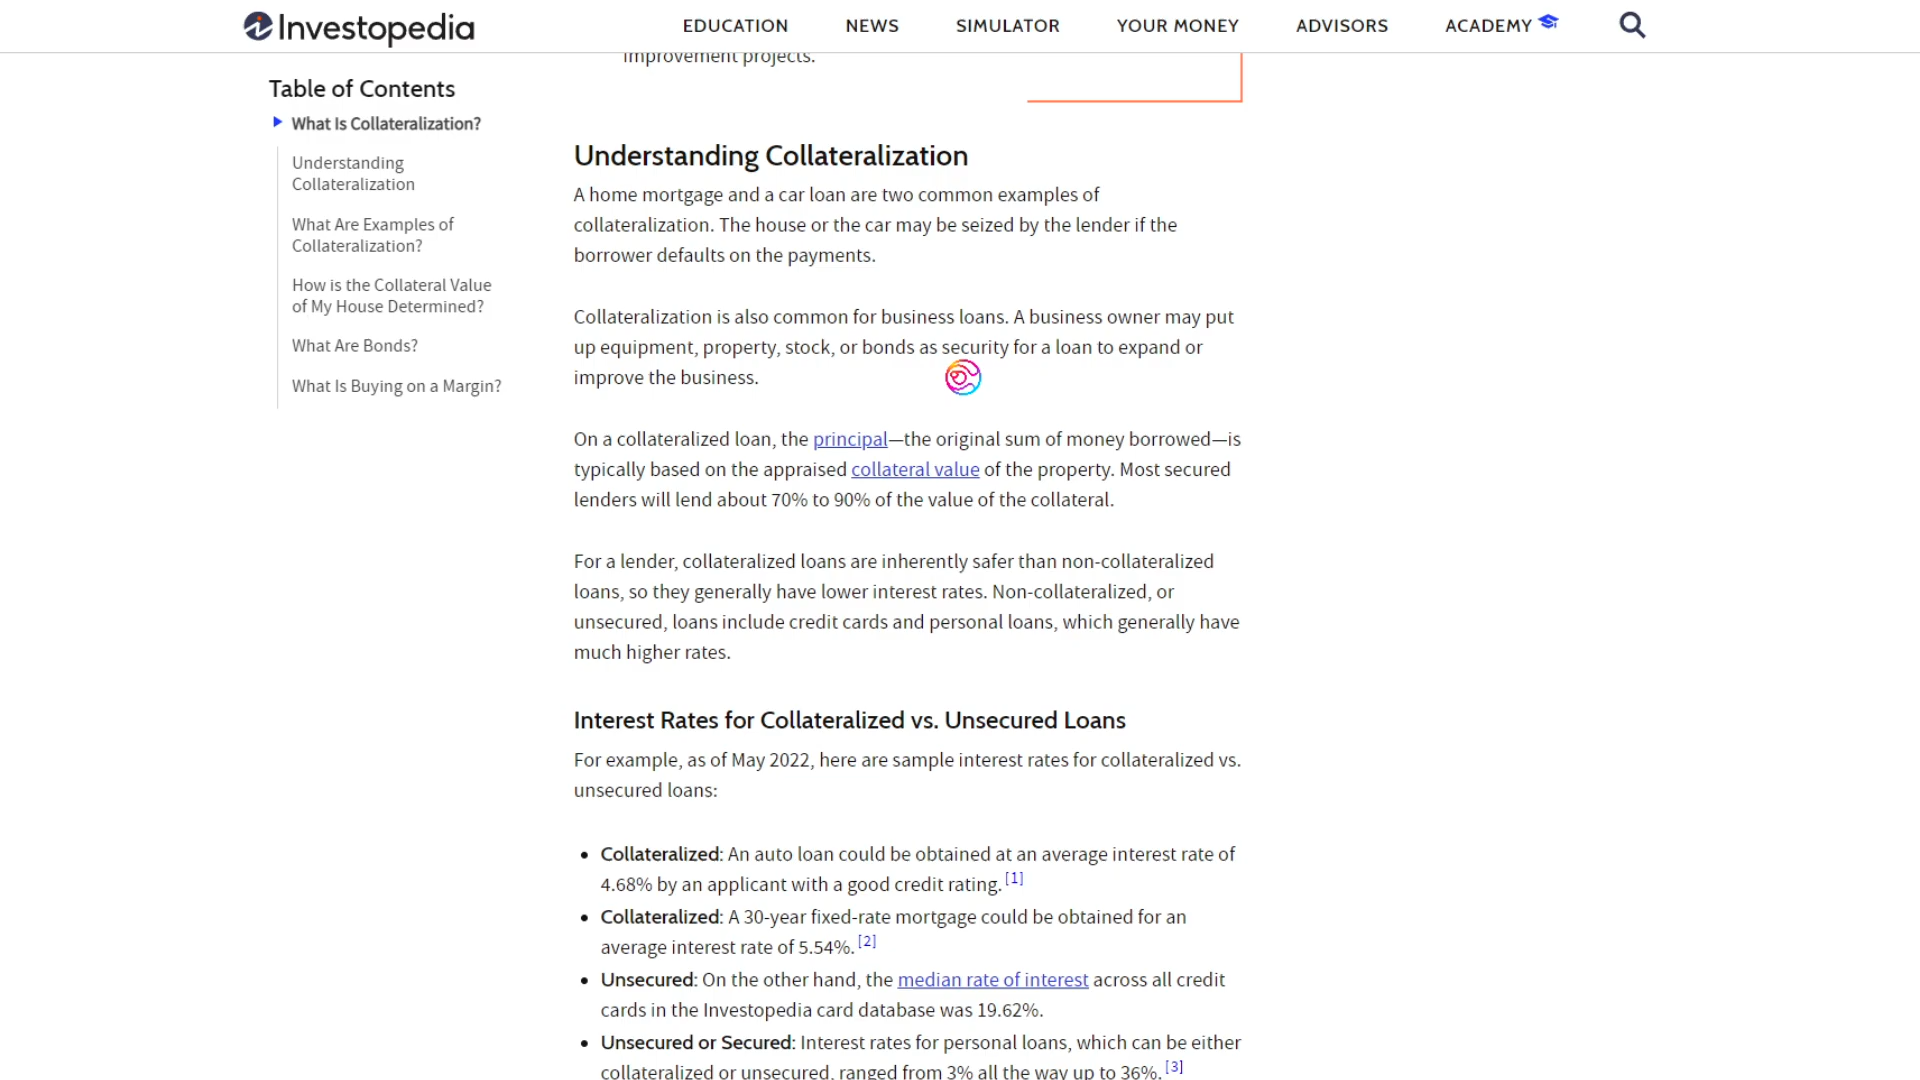 Investopedia
EDUCATION NEWS SIMULATOR YOUR MONEY ADVISORS ACADEMY
improvement projects.
Table of Contents
What Is Collateralization?
Understanding
Collateralization
What Are Examples of
Collateralization?
How is the Collateral Value
of My House Determined?
What Are Bonds?
What Is Buying on a Margin?
Understanding Collateralization
A home mortgage and a car loan are two common examples of
collateralization. The house or the car may be seized by the lender if the
borrower defaults on the payments.
Collateralization is also common for business loans. A business owner may put
up equipment, property, stock, or bonds as security for a loan to expand or
improve the business.
On a collateralized loan, the principal—the original sum of money borrowed—is
typically based on the appraised collateral value of the property. Most secured
lenders will lend about 70% to 90% of the value of the collateral.
For a lender, collateralized loans are inherently safer than non-collateralized
loans, so they generally have lower interest rates. Non-collateralized, or
unsecured, loans include credit cards and personal loans, which generally have
much higher rates.
Interest Rates for Collateralized vs. Unsecured Loans
For example, as of May 2022, here are sample interest rates for collateralized vs.
unsecured loans:
• Collateralized: An auto loan could be obtained at an average interest rate of
4.68% by an applicant with a good credit rating. [1]
• Collateralized: A 30-year fixed-rate mortgage could be obtained for an
average interest rate of 5.54%. [2]
• Unsecured: On the other hand, the median rate of interest across all credit
cards in the Investopedia card database was 19.62%.
• Unsecured or Secured: Interest rates for personal loans, which can be either
collateralized or unsecured, ranged from 3% all the way up to 36%. [3]